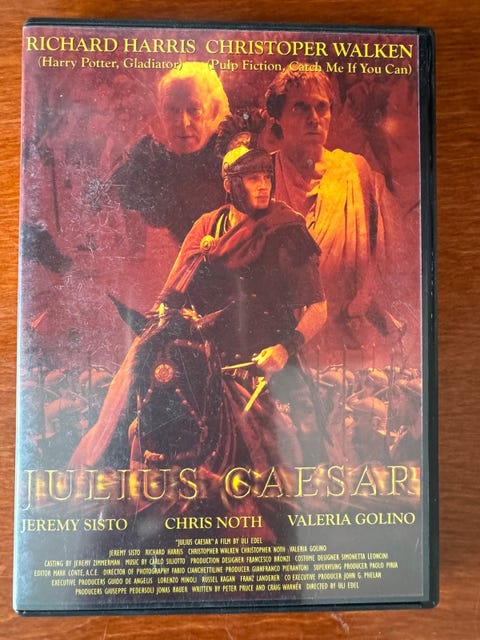 RICHARD HARRIS CHRISTOPER WALKEN
(Harry Potter, Gladiator) (Pulp Fiction, Catch Me If You Can)
JULIUS CAESAR
JEREMY SISTO CHRIS NOTH VALERIA GOLINO
"JULIUS CAESAR" A FILM BY ULI EDEL
JEREMY SISTO RICHARD HARRIS CHRISTOPHER WALKEN CHRISTOPHER NOTH VALERIA GOLINO
CASTING BY JEREMY ZIMMERMAN MUSIC BY CARLO SILIOTTO PRODUCTION DESIGNER FRANCESCO BRONZI COSTUME DESIGNER SIMONETTA LEONCINI
EDITOR MARK CONTE, A.C.E. DIRECTOR OF PHOTOGRAPHY FABIO CIANCHETTI LINE PRODUCER GIANFRANCO PIERANTONI SUPERVISING PRODUCER PAOLO PIRIA
EXECUTIVE PRODUCERS GUIDO DE ANGELIS LORENZO MINOLI RUSSEL KAGAN FRANZ LANDERER CO EXECUTIVE PRODUCER JOHN G. PHELAN
PRODUCERS GIUSEPPE PEDERSOLI JONAS BAUER WRITTEN BY PETER PRUCE AND CRAIG WARNER DIRECTED BY ULI EDEL